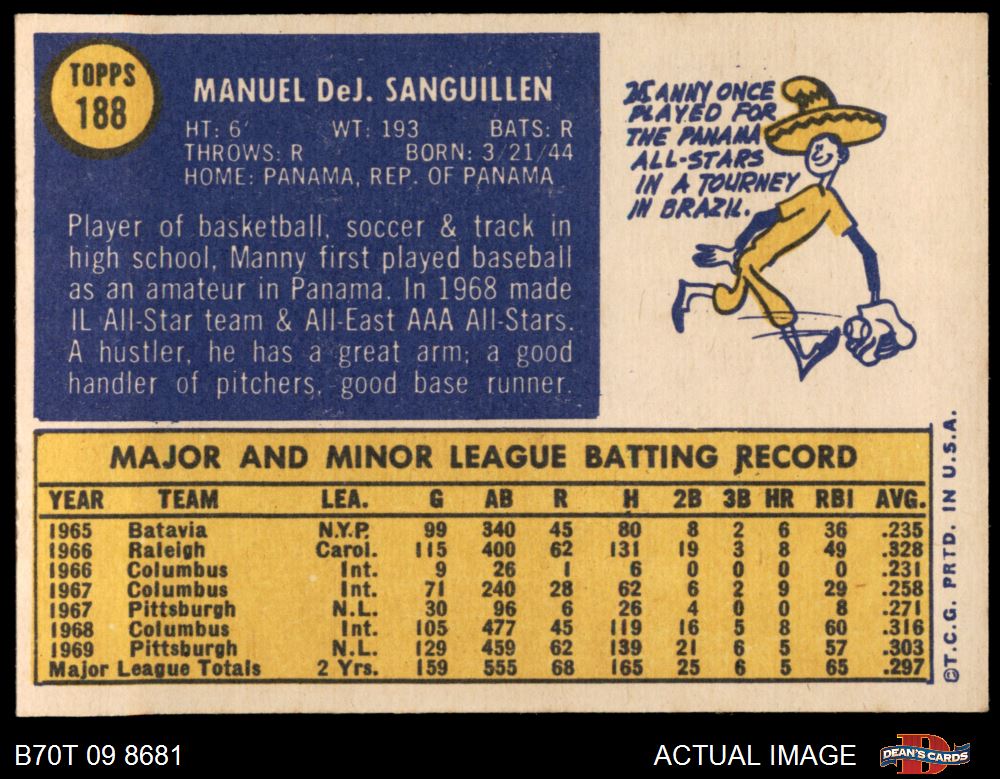 TOPPS
188
MANUEL DeJ. SANGUILLEN
HT: 6' WT: 193 BATS: R
THROWS: R BORN: 3/21/44
HOME: PANAMA, REP. OF PANAMA
Player of basketball, soccer & track in
high school, Manny first played baseball
as an amateur in Panama. In 1968 made
IL All-Star team & All-East AAA All-Stars.
A hustler, he has a great arm; a good
handler of pitchers, good base runner.
MANNY ONCE
PLAYED FOR
THE PANAMA
ALL-STARS
IN A TOURNEY
IN BRAZIL.
MAJOR AND MINOR LEAGUE BATTING RECORD
YEAR TEAM LEA. G AB R H 2B 3B HR RBI AVG.
1965 Batavia N.Y.P. 99 340 45 80 8 2 6 36 .235
1966 Raleigh Carol. 115 400 62 131 19 3 8 49 .328
1966 Columbus Int. 9 26 1 6 0 0 0 0 .231
1967 Columbus Int. 71 240 28 62 6 2 9 29 .258
1967 Pittsburgh N.L. 30 96 6 26 4 0 0 8 .271
1968 Columbus Int. 105 477 45 119 16 5 8 60 .316
1969 Pittsburgh N.L. 129 459 62 139 21 6 5 57 .303
Major League Totals 2 Yrs. 159 555 68 165 25 6 5 65 .297
©T.C.G. PRTD. IN U.S.A.
B70T 09 8681 ACTUAL IMAGE DEAN'S CARDS